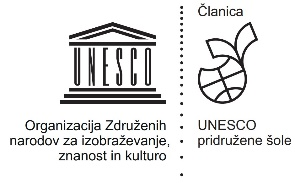 UNESCO
Organizacija Združenih
narodov za izobraževanje,
znanost in kulturo
Članica
UNESCO
pridružene šole